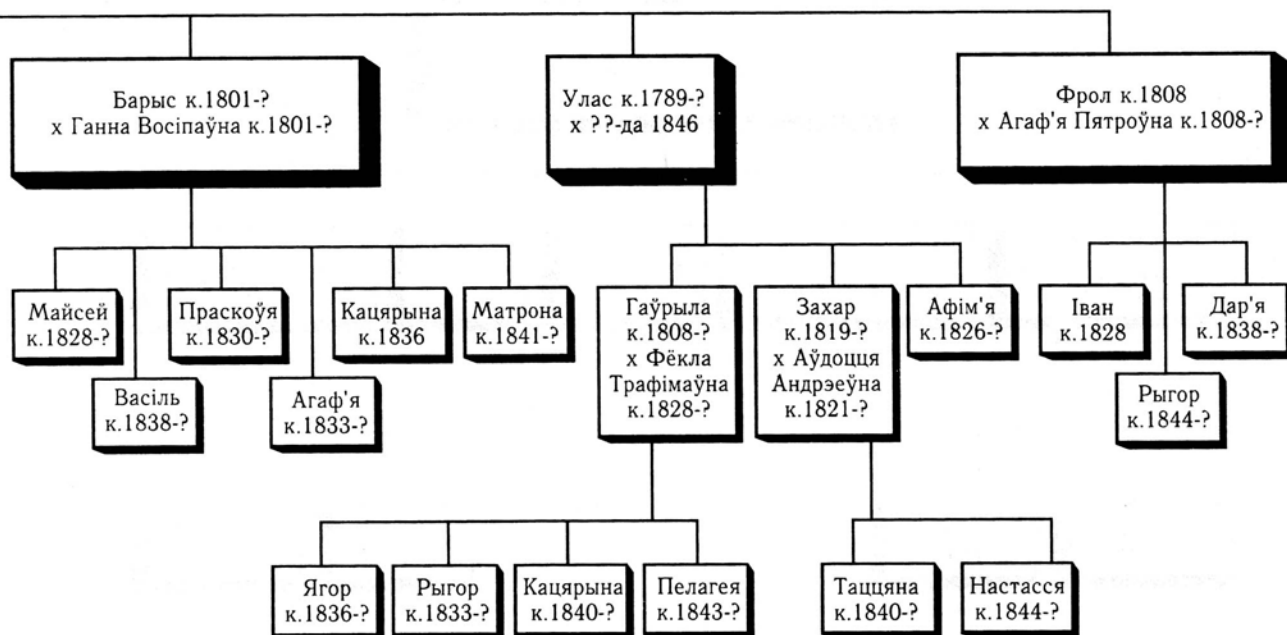 Барыс к.1801-?
х Ганна Восіпаўна к.1801-?
Улас к.1789-?
х ??-да 1846
Фрол к.1808
х Агаф'я Пятроўна к.1808-?
Майсей
к.1828-?
Васіль
к.1838-?
Праскоўя
к.1830-?
Агаф'я
к.1833-?
Кацярына
к.1836
Матрона
к.1841-?
Гаўрыла
к.1808-?
х Фёкла
Трафімаўна
к.1828-?
Захар
к.1819-?
х Аўдоцця
Андрэеўна
к.1821-?
Афім'я
к.1826-?
Іван
к.1828
Рыгор
к.1844-?
Дар'я
к.1838-?
Ягор
к.1836-?
Рыгор
к.1833-?
Кацярына
к.1840-?
Пелагея
к.1843-?
Таццяна
к.1840-?
Настасся
к.1844-?